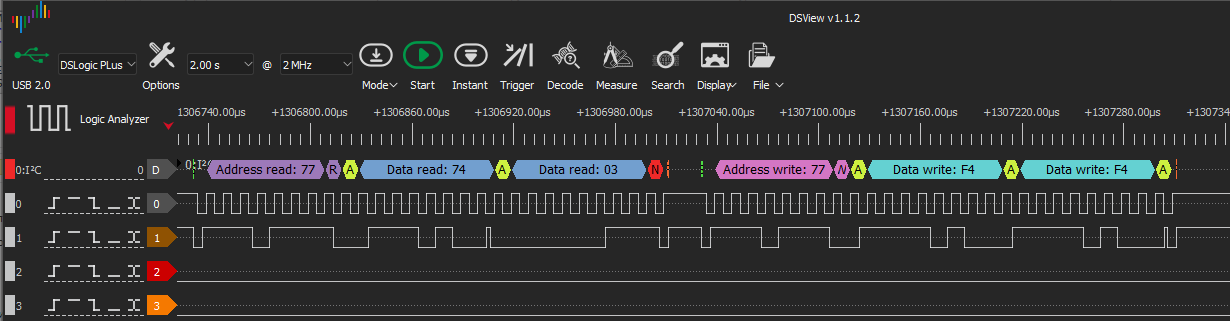 DSView v1.1.2
DSLogic PLus 2.00 s @ 2 MHz
USB 2.0 Options Mode Start Instant Trigger Decode Measure Search Display File
+1306740.00μs +1306800.00μs +1306860.00μs +1306920.00μs +1306980.00μs +1307040.00μs +1307100.00μs +1307160.00μs +1307220.00μs +1307280.00μs +130734
Logic Analyzer
0:I²C 0 D 0:I² Address read: 77 R A Data read: 74 A Data read: 03 N Address write: 77 A Data write: F4 A Data write: F4 A
0 0
1 1
2 2
3 3